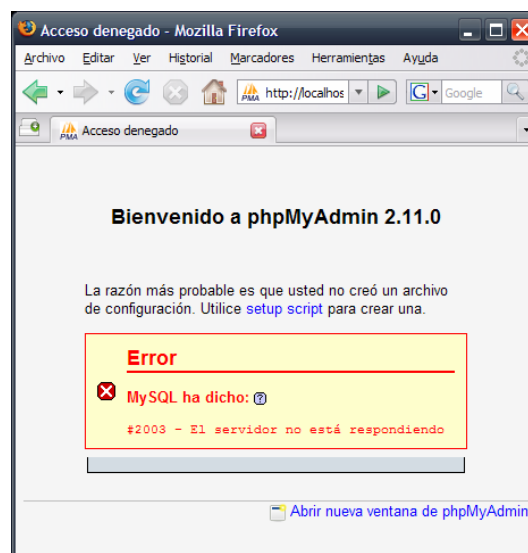 Acceso denegado - Mozilla Firefox
Archivo Editar Ver Historial Marcadores Herramientas Ayuda
PMA http://localhos G Google
PMA Acceso denegado
Bienvenido a phpMyAdmin 2.11.0
La razón más probable es que usted no creó un archivo
de configuración. Utilice setup script para crear una.
Error
MySQL ha dicho: ?
#2003 - El servidor no está respondiendo
Abrir nueva ventana de phpMyAdmin